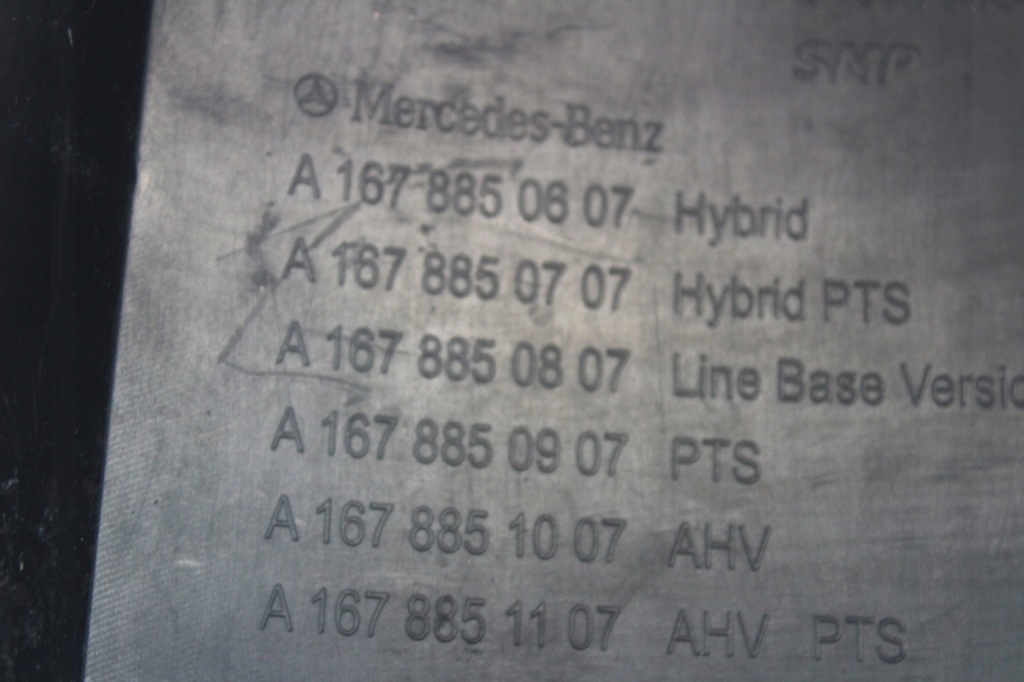 SMP
Mercedes-Benz
A 167 885 06 07 Hybrid
A 167 885 07 07 Hybrid PTS
A 167 885 08 07 Line Base Versio
A 167 885 09 07 PTS
A 167 885 10 07 AHV
A 167 885 11 07 AHV PTS